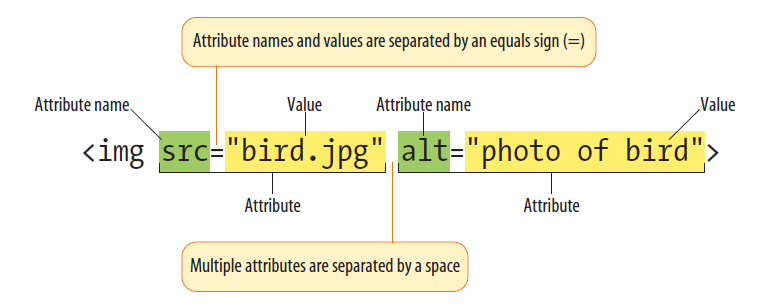 Attribute names and values are separated by an equals sign (=)
Attribute name Value Attribute name Value
<img src="bird.jpg" alt="photo of bird">
Attribute Attribute
Multiple attributes are separated by a space